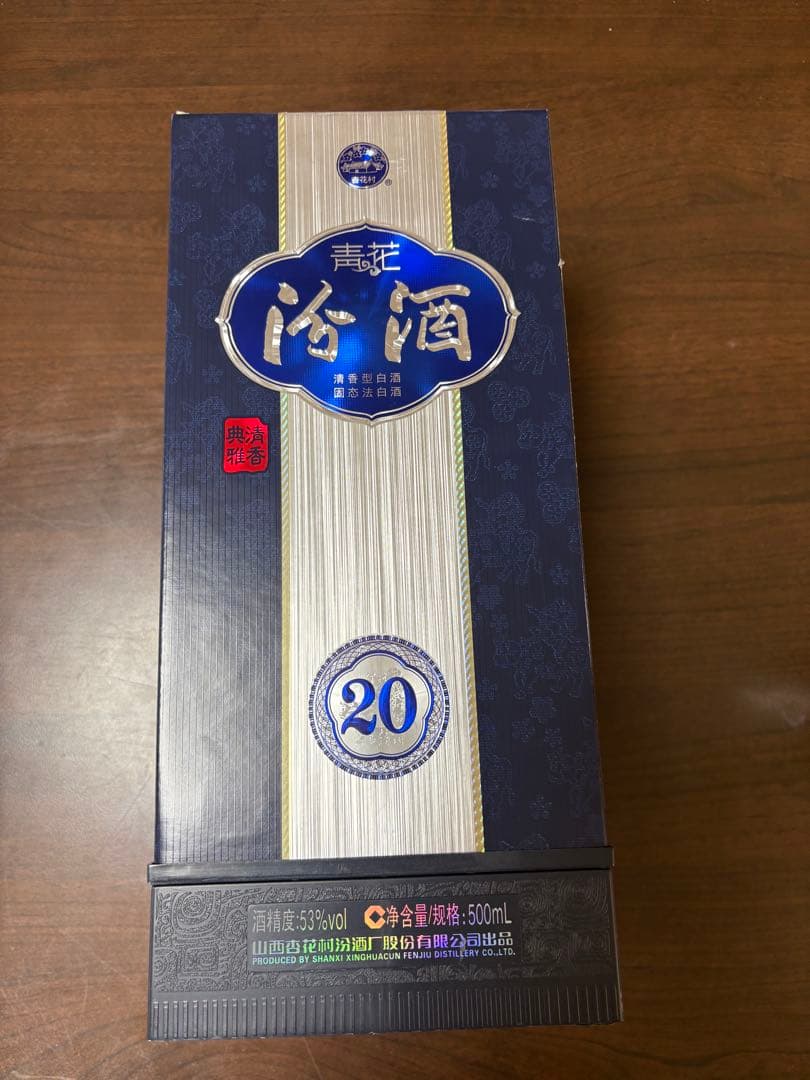 杏花村
®
青花
汾酒
清香型白酒
固态法白酒
清香
典雅
20
酒精度:53%vol 净含量/规格:500mL
山西杏花村汾酒厂股份有限公司出品
PRODUCED BY SHANXI XINGHUACUN FENJIU DISTILLERY CO.,LTD.